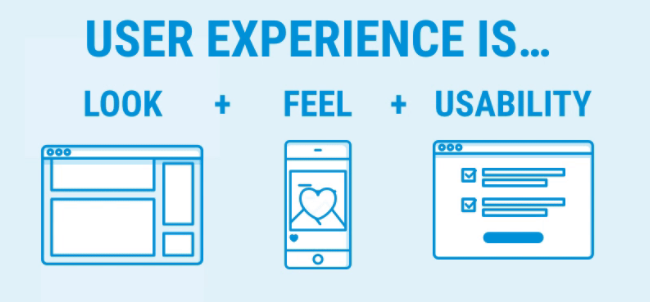 USER EXPERIENCE IS...
LOOK + FEEL + USABILITY